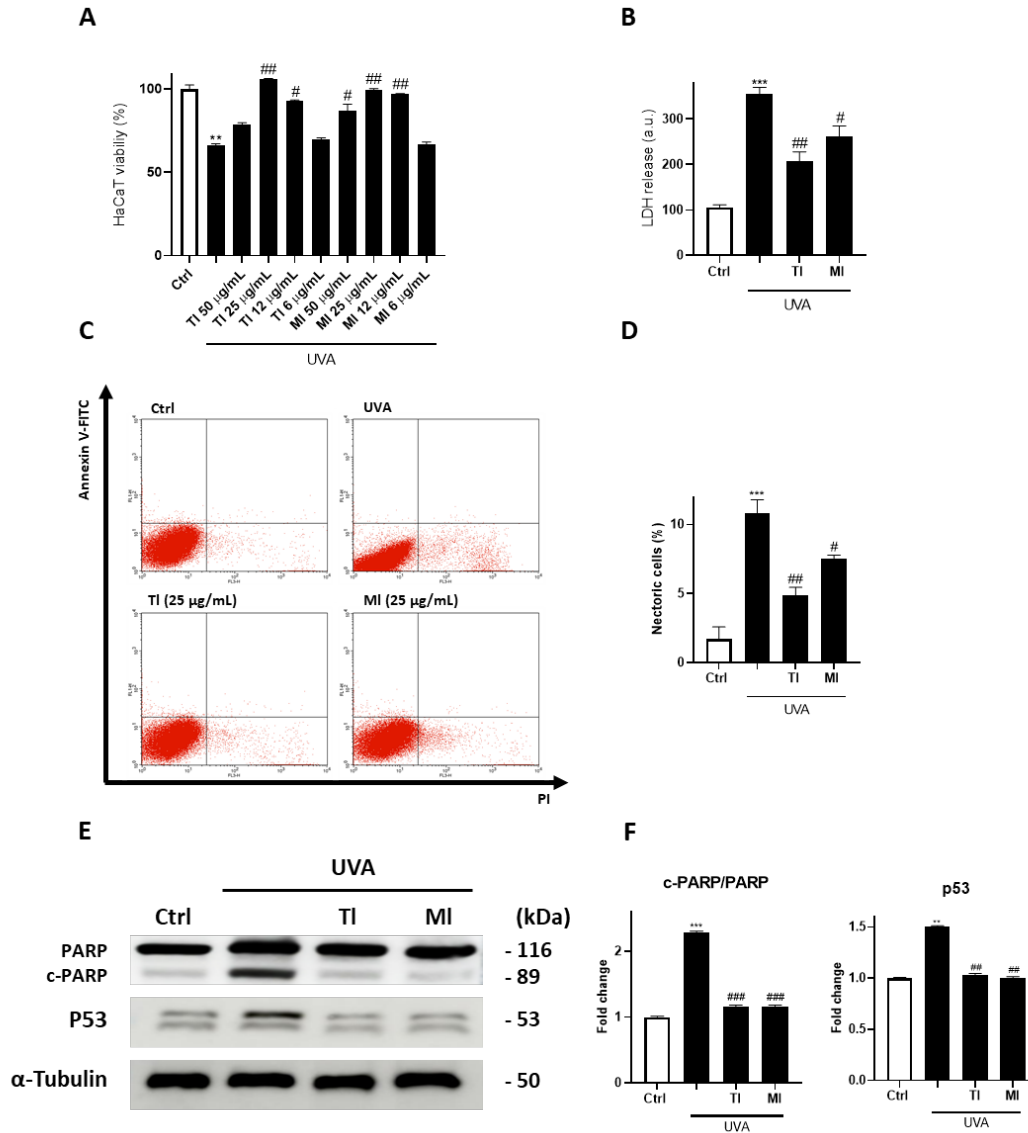 A
HaCaT viabiliy (%)
100
50
0
**
##
#
#
##
##
Ctrl
Tl 50 µg/mL
Tl 25 µg/mL
Tl 12 µg/mL
Tl 6 µg/mL
Ml 50 µg/mL
Ml 25 µg/mL
Ml 12 µg/mL
Ml 6 µg/mL
UVA
B
LDH release (a.u.)
300
200
100
0
***
##
#
Ctrl
Tl
Ml
UVA
C
Annexin V-FITC
Ctrl
UVA
Tl (25 µg/mL)
Ml (25 µg/mL)
PI
D
Nectoric cells (%)
10
5
0
***
##
#
Ctrl
Tl
Ml
UVA
E
UVA
Ctrl
Tl
Ml
(kDa)
PARP
- 116
c-PARP
- 89
P53
- 53
α-Tubulin
- 50
F
c-PARP/PARP
Fold change
2
1
0
***
###
###
Ctrl
Tl
Ml
UVA
p53
Fold change
1.5
1.0
0.5
0.0
**
##
##
Ctrl
Tl
Ml
UVA